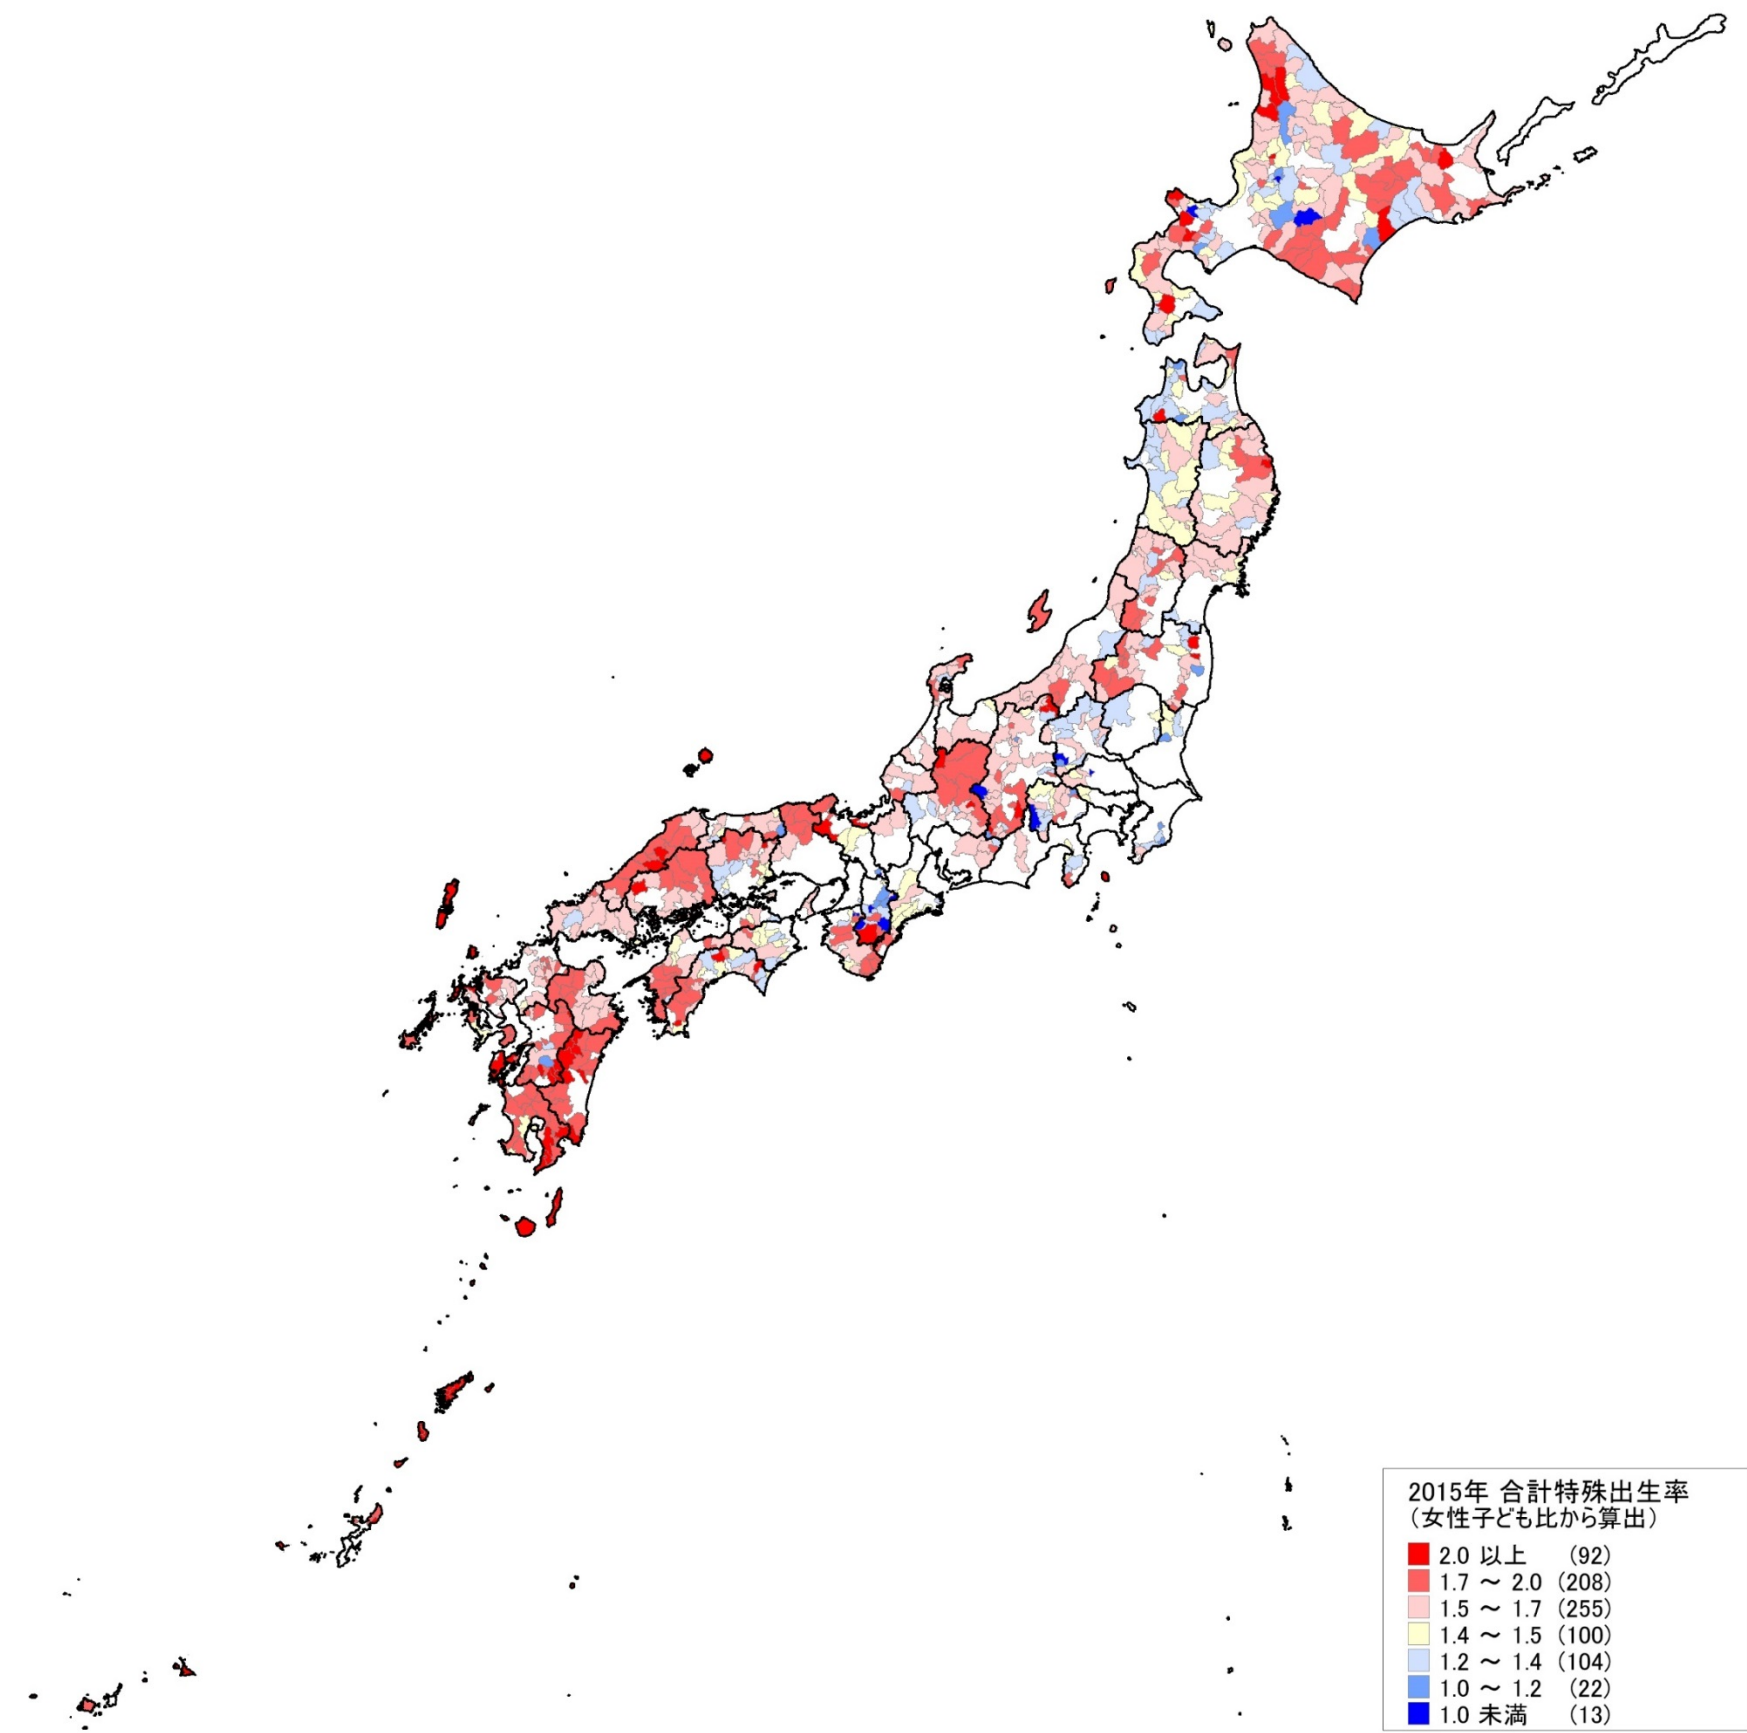 2015年 合計特殊出生率
（女性子ども比から算出）
2.0 以上 （92）
1.7 ～ 2.0 （208）
1.5 ～ 1.7 （255）
1.4 ～ 1.5 （100）
1.2 ～ 1.4 （104）
1.0 ～ 1.2 （22）
1.0 未満 （13）